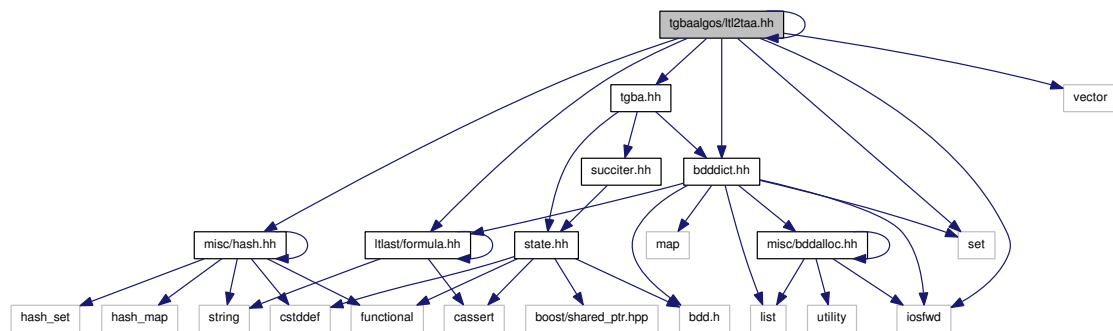 tgbaalgos/ltl2taa.hh
tgba.hh
vector
succiter.hh
bdddict.hh
misc/hash.hh
ltlast/formula.hh
state.hh
map
misc/bddalloc.hh
set
hash_set
hash_map
string
cstddef
functional
cassert
boost/shared_ptr.hpp
bdd.h
list
utility
iosfwd